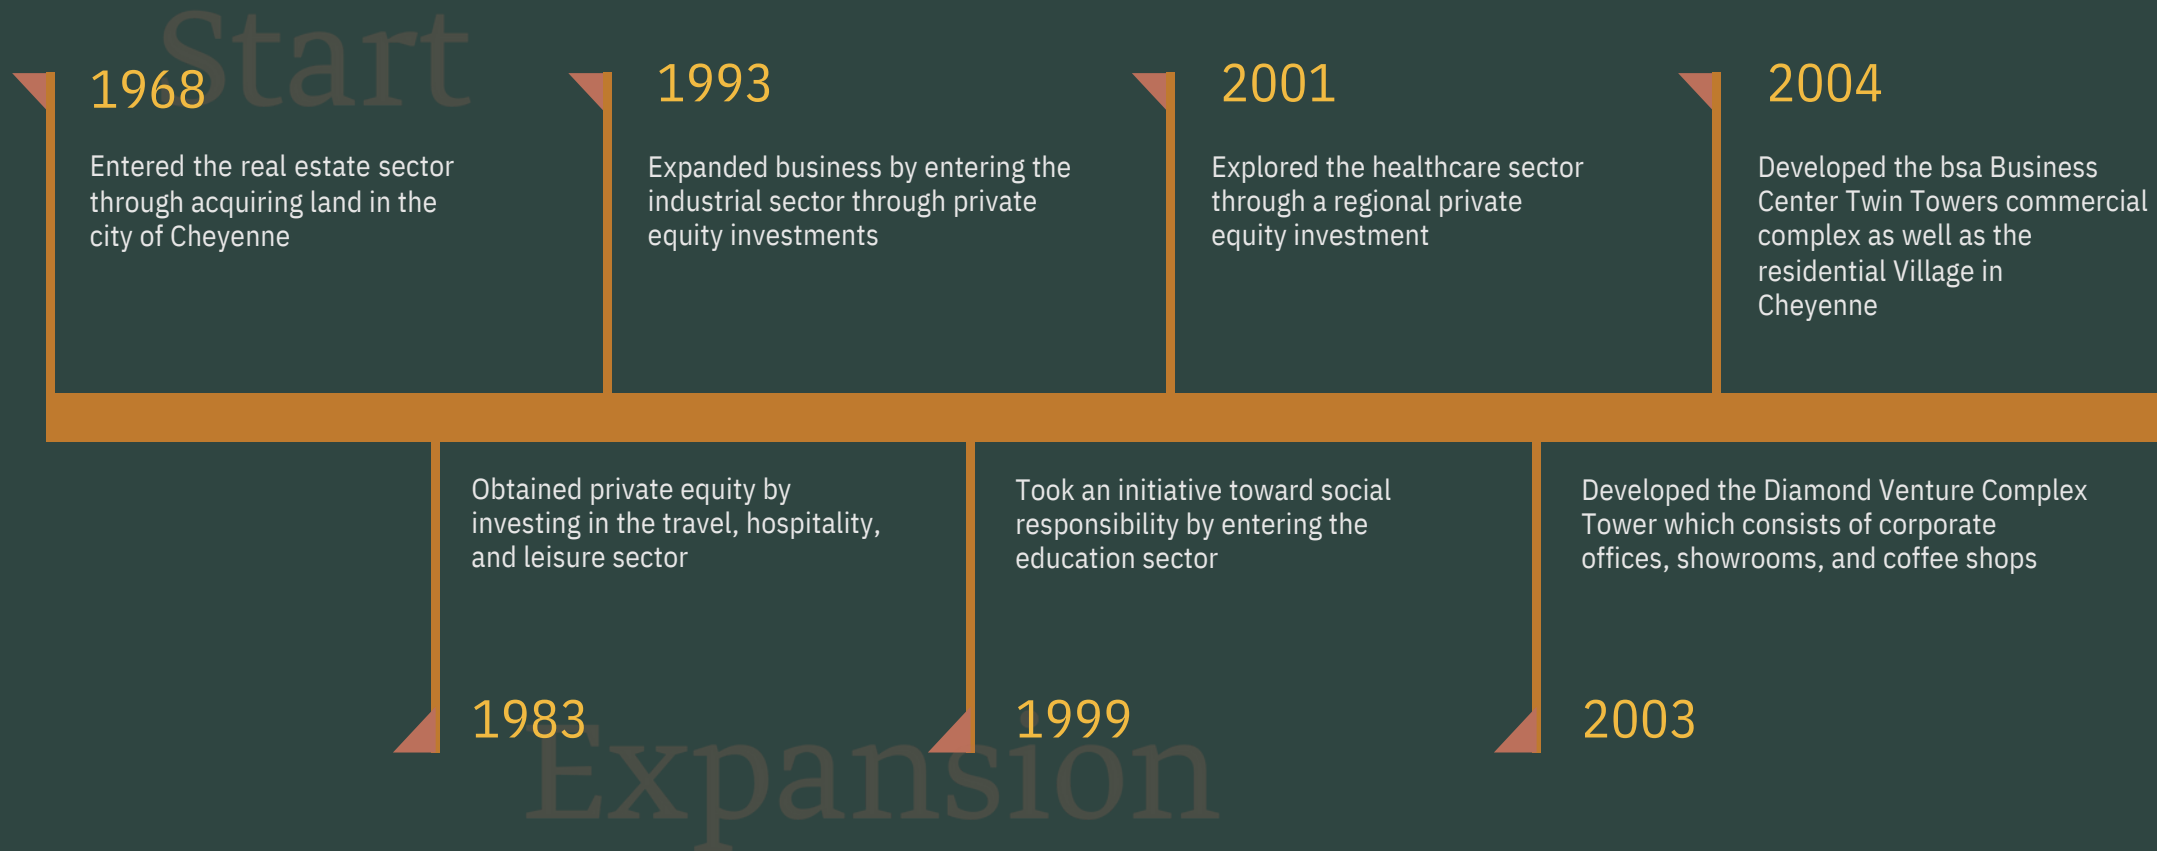 Start
1968
Entered the real estate sector
through acquiring land in the
city of Cheyenne
1993
Expanded business by entering the
industrial sector through private
equity investments
2001
Explored the healthcare sector
through a regional private
equity investment
2004
Developed the bsa Business
Center Twin Towers commercial
complex as well as the
residential Village in
Cheyenne
Obtained private equity by
investing in the travel, hospitality,
and leisure sector
1983
Took an initiative toward social
responsibility by entering the
education sector
1999
Developed the Diamond Venture Complex
Tower which consists of corporate
offices, showrooms, and coffee shops
2003
Expansion